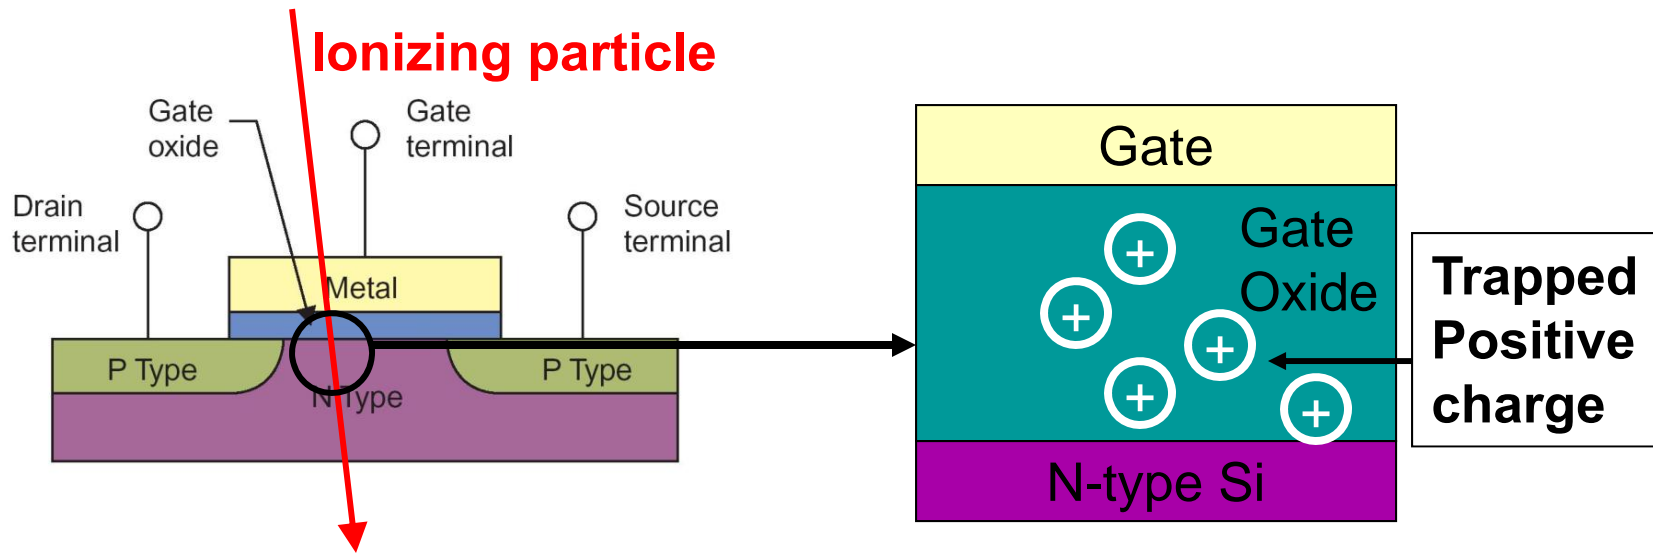 Ionizing particle
Gate
oxide
Gate
terminal
Drain
terminal
Source
terminal
Metal
P Type
N Type
P Type
Gate
Gate
Oxide
+
+
+
+
+
N-type Si
Trapped
Positive
charge